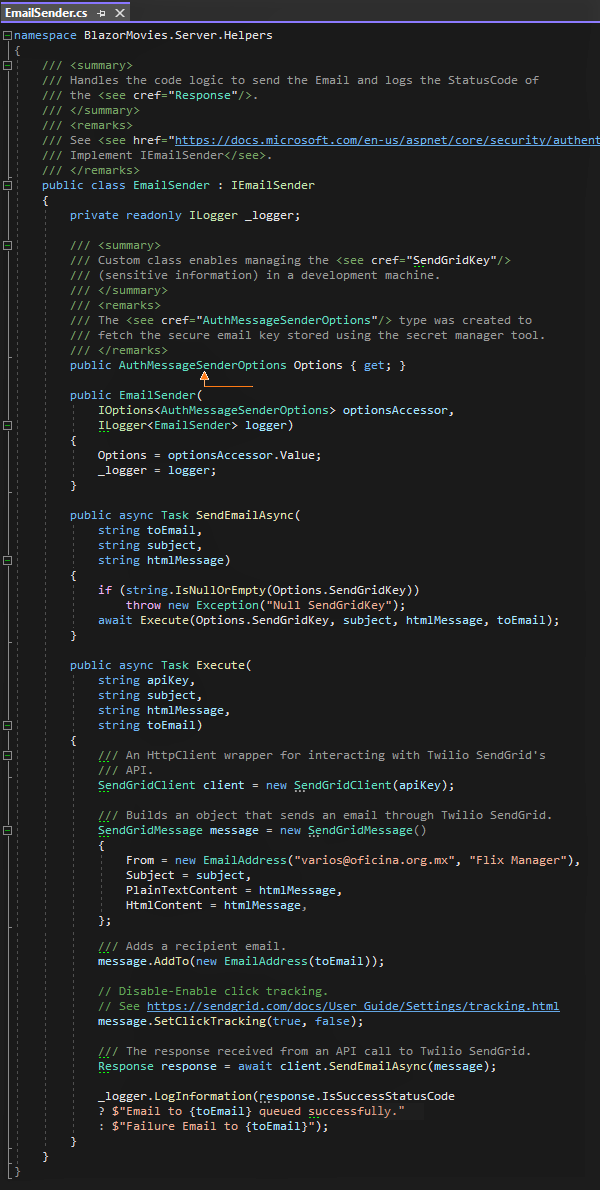 EmailSender.cs
namespace BlazorMovies.Server.Helpers
{
    /// <summary>
    /// Handles the code logic to send the Email and logs the StatusCode of
    /// the <see cref="Response"/>.
    /// </summary>
    /// <remarks>
    /// See <see href="https://docs.microsoft.com/en-us/aspnet/core/security/authent
    /// Implement IEmailSender</see>.
    /// </remarks>
    public class EmailSender : IEmailSender
    {
        private readonly ILogger _logger;

        /// <summary>
        /// Custom class enables managing the <see cref="SendGridKey"/>
        /// (sensitive information) in a development machine.
        /// </summary>
        /// <remarks>
        /// The <see cref="AuthMessageSenderOptions"/> type was created to
        /// fetch the secure email key stored using the secret manager tool.
        /// </remarks>
        public AuthMessageSenderOptions Options { get; }

        public EmailSender(
            IOptions<AuthMessageSenderOptions> optionsAccessor,
            ILogger<EmailSender> logger)
        {
            Options = optionsAccessor.Value;
            _logger = logger;
        }

        public async Task SendEmailAsync(
            string toEmail,
            string subject,
            string htmlMessage)
        {
            if (string.IsNullOrEmpty(Options.SendGridKey))
                throw new Exception("Null SendGridKey");
            await Execute(Options.SendGridKey, subject, htmlMessage, toEmail);
        }

        public async Task Execute(
            string apiKey,
            string subject,
            string htmlMessage,
            string toEmail)
        {
            /// An HttpClient wrapper for interacting with Twilio SendGrid's
            /// API.
            SendGridClient client = new SendGridClient(apiKey);

            /// Builds an object that sends an email through Twilio SendGrid.
            SendGridMessage message = new SendGridMessage()
            {
                From = new EmailAddress("varios@oficina.org.mx", "Flix Manager"),
                Subject = subject,
                PlainTextContent = htmlMessage,
                HtmlContent = htmlMessage,
            };

            /// Adds a recipient email.
            message.AddTo(new EmailAddress(toEmail));

            // Disable-Enable click tracking.
            // See https://sendgrid.com/docs/User_Guide/Settings/tracking.html
            message.SetClickTracking(true, false);

            /// The response received from an API call to Twilio SendGrid.
            Response response = await client.SendEmailAsync(message);

            _logger.LogInformation(response.IsSuccessStatusCode
            ? $"Email to {toEmail} queued successfully."
            : $"Failure Email to {toEmail}");
        }
    }
}